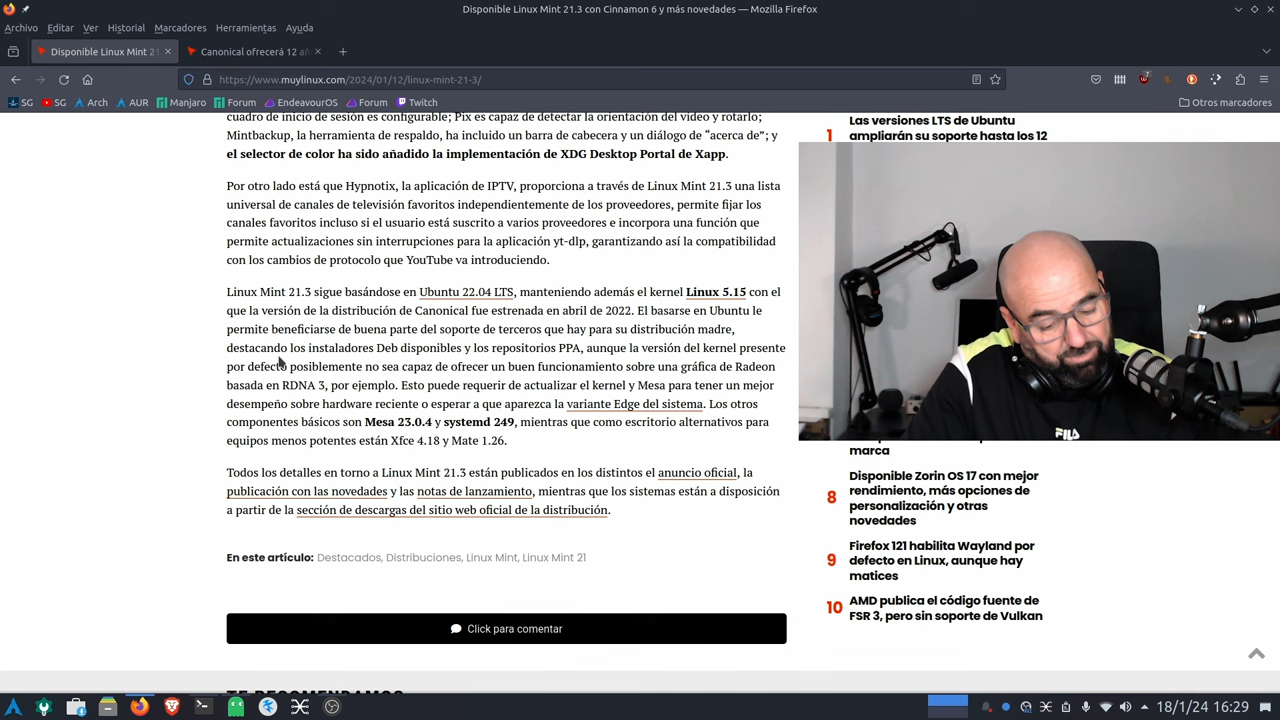 Disponible Linux Mint 21.3 con Cinnamon 6 y más novedades — Mozilla Firefox
Archivo Editar Ver Historial Marcadores Herramientas Ayuda
Disponible Linux Mint 21
Canonical ofrecerá 12 añ
https://www.muylinux.com/2024/01/12/linux-mint-21-3/
SG SG Arch AUR Manjaro Forum EndeavourOS Forum Twitch Otros marcadores
cuadro de inicio de sesión es configurable; Pix es capaz de detectar la orientación del vídeo y rotarlo;
Mintbackup, la herramienta de respaldo, ha incluido un barra de cabecera y un diálogo de “acerca de”; y
el selector de color ha sido añadido la implementación de XDG Desktop Portal de Xapp.
Por otro lado está que Hypnotix, la aplicación de IPTV, proporciona a través de Linux Mint 21.3 una lista
universal de canales de televisión favoritos independientemente de los proveedores, permite fijar los
canales favoritos incluso si el usuario está suscrito a varios proveedores e incorpora una función que
permite actualizaciones sin interrupciones para la aplicación yt-dlp, garantizando así la compatibilidad
con los cambios de protocolo que YouTube va introduciendo.
Linux Mint 21.3 sigue basándose en Ubuntu 22.04 LTS, manteniendo además el kernel Linux 5.15 con el
que la versión de la distribución de Canonical fue estrenada en abril de 2022. El basarse en Ubuntu le
permite beneficiarse de buena parte del soporte de terceros que hay para su distribución madre,
destacando los instaladores Deb disponibles y los repositorios PPA, aunque la versión del kernel presente
por defecto posiblemente no sea capaz de ofrecer un buen funcionamiento sobre una gráfica de Radeon
basada en RDNA 3, por ejemplo. Esto puede requerir de actualizar el kernel y Mesa para tener un mejor
desempeño sobre hardware reciente o esperar a que aparezca la variante Edge del sistema. Los otros
componentes básicos son Mesa 23.0.4 y systemd 249, mientras que como escritorio alternativos para
equipos menos potentes están Xfce 4.18 y Mate 1.26.
Todos los detalles en torno a Linux Mint 21.3 están publicados en los distintos el anuncio oficial, la
publicación con las novedades y las notas de lanzamiento, mientras que los sistemas están a disposición
a partir de la sección de descargas del sitio web oficial de la distribución.
En este artículo: Destacados, Distribuciones, Linux Mint, Linux Mint 21
Click para comentar
TE RECOMENDAMOS
1 Las versiones LTS de Ubuntu
ampliarán su soporte hasta los 12
FILA
marca
8 Disponible Zorin OS 17 con mejor
rendimiento, más opciones de
personalización y otras
novedades
9 Firefox 121 habilita Wayland por
defecto en Linux, aunque hay
matices
10 AMD publica el código fuente de
FSR 3, pero sin soporte de Vulkan
18/1/24 16:29